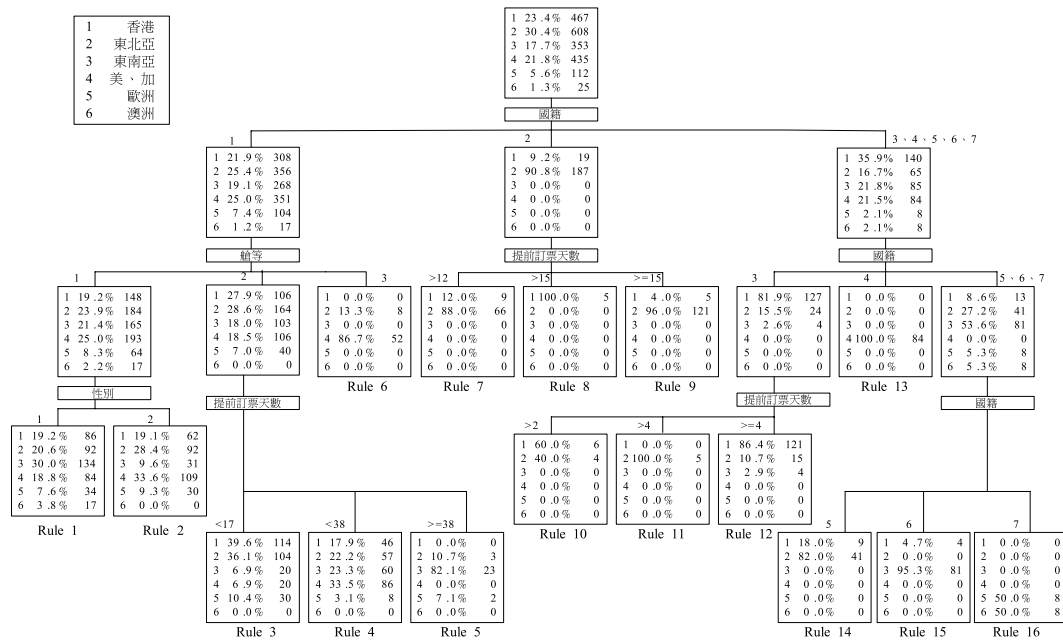 1 香港
2 東北亞
3 東南亞
4 美、加
5 歐洲
6 澳洲
1 23.4% 467
2 30.4% 608
3 17.7% 353
4 21.8% 435
5 5.6% 112
6 1.3% 25
國籍
1
1 21.9% 308
2 25.4% 356
3 19.1% 268
4 25.0% 351
5 7.4% 104
6 1.2% 17
艙等
2
1 9.2% 19
2 90.8% 187
3 0.0% 0
4 0.0% 0
5 0.0% 0
6 0.0% 0
提前訂票天數
3、4、5、6、7
1 35.9% 140
2 16.7% 65
3 21.8% 85
4 21.5% 84
5 2.1% 8
6 2.1% 8
國籍
1
1 19.2% 148
2 23.9% 184
3 21.4% 165
4 25.0% 193
5 8.3% 64
6 2.2% 17
性別
2
1 27.9% 106
2 28.6% 164
3 18.0% 103
4 18.5% 106
5 7.0% 40
6 0.0% 0
提前訂票天數
3
1 0.0% 0
2 13.3% 8
3 0.0% 0
4 86.7% 52
5 0.0% 0
6 0.0% 0
Rule 6
>12
1 12.0% 9
2 88.0% 66
3 0.0% 0
4 0.0% 0
5 0.0% 0
6 0.0% 0
Rule 7
>15
1 100.0% 5
2 0.0% 0
3 0.0% 0
4 0.0% 0
5 0.0% 0
6 0.0% 0
Rule 8
>=15
1 4.0% 5
2 96.0% 121
3 0.0% 0
4 0.0% 0
5 0.0% 0
6 0.0% 0
Rule 9
3
1 81.9% 127
2 15.5% 24
3 2.6% 4
4 0.0% 0
5 0.0% 0
6 0.0% 0
提前訂票天數
4
1 0.0% 0
2 0.0% 0
3 0.0% 0
4 100.0% 84
5 0.0% 0
6 0.0% 0
Rule 13
5、6、7
1 8.6% 13
2 27.2% 41
3 53.6% 81
4 0.0% 0
5 5.3% 8
6 5.3% 8
國籍
1
1 19.2% 86
2 20.6% 92
3 30.0% 134
4 18.8% 84
5 7.6% 34
6 3.8% 17
Rule 1
2
1 19.1% 62
2 28.4% 92
3 9.6% 31
4 33.6% 109
5 9.3% 30
6 0.0% 0
Rule 2
>2
1 60.0% 6
2 40.0% 4
3 0.0% 0
4 0.0% 0
5 0.0% 0
6 0.0% 0
Rule 10
>4
1 0.0% 0
2 100.0% 5
3 0.0% 0
4 0.0% 0
5 0.0% 0
6 0.0% 0
Rule 11
>=4
1 86.4% 121
2 10.7% 15
3 2.9% 4
4 0.0% 0
5 0.0% 0
6 0.0% 0
Rule 12
<17
1 39.6% 114
2 36.1% 104
3 6.9% 20
4 6.9% 20
5 10.4% 30
6 0.0% 0
Rule 3
<38
1 17.9% 46
2 22.2% 57
3 23.3% 60
4 33.5% 86
5 3.1% 8
6 0.0% 0
Rule 4
>=38
1 0.0% 0
2 10.7% 3
3 82.1% 23
4 0.0% 0
5 7.1% 2
6 0.0% 0
Rule 5
5
1 18.0% 9
2 82.0% 41
3 0.0% 0
4 0.0% 0
5 0.0% 0
6 0.0% 0
Rule 14
6
1 4.7% 4
2 0.0% 0
3 95.3% 81
4 0.0% 0
5 0.0% 0
6 0.0% 0
Rule 15
7
1 0.0% 0
2 0.0% 0
3 0.0% 0
4 0.0% 0
5 50.0% 8
6 50.0% 8
Rule 16